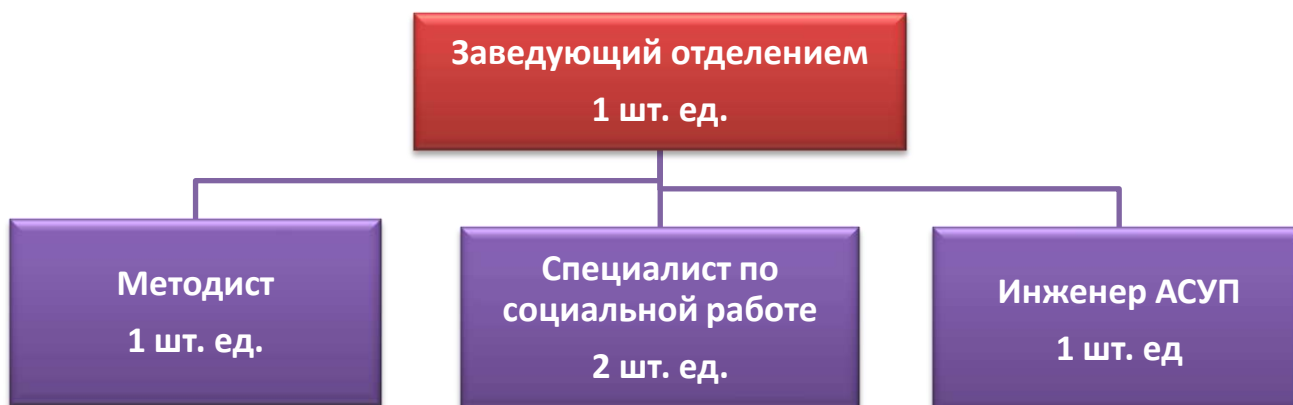 Заведующий отделением
1 шт. ед.
Методист
1 шт. ед.
Специалист по
социальной работе
2 шт. ед.
Инженер АСУП
1 шт. ед